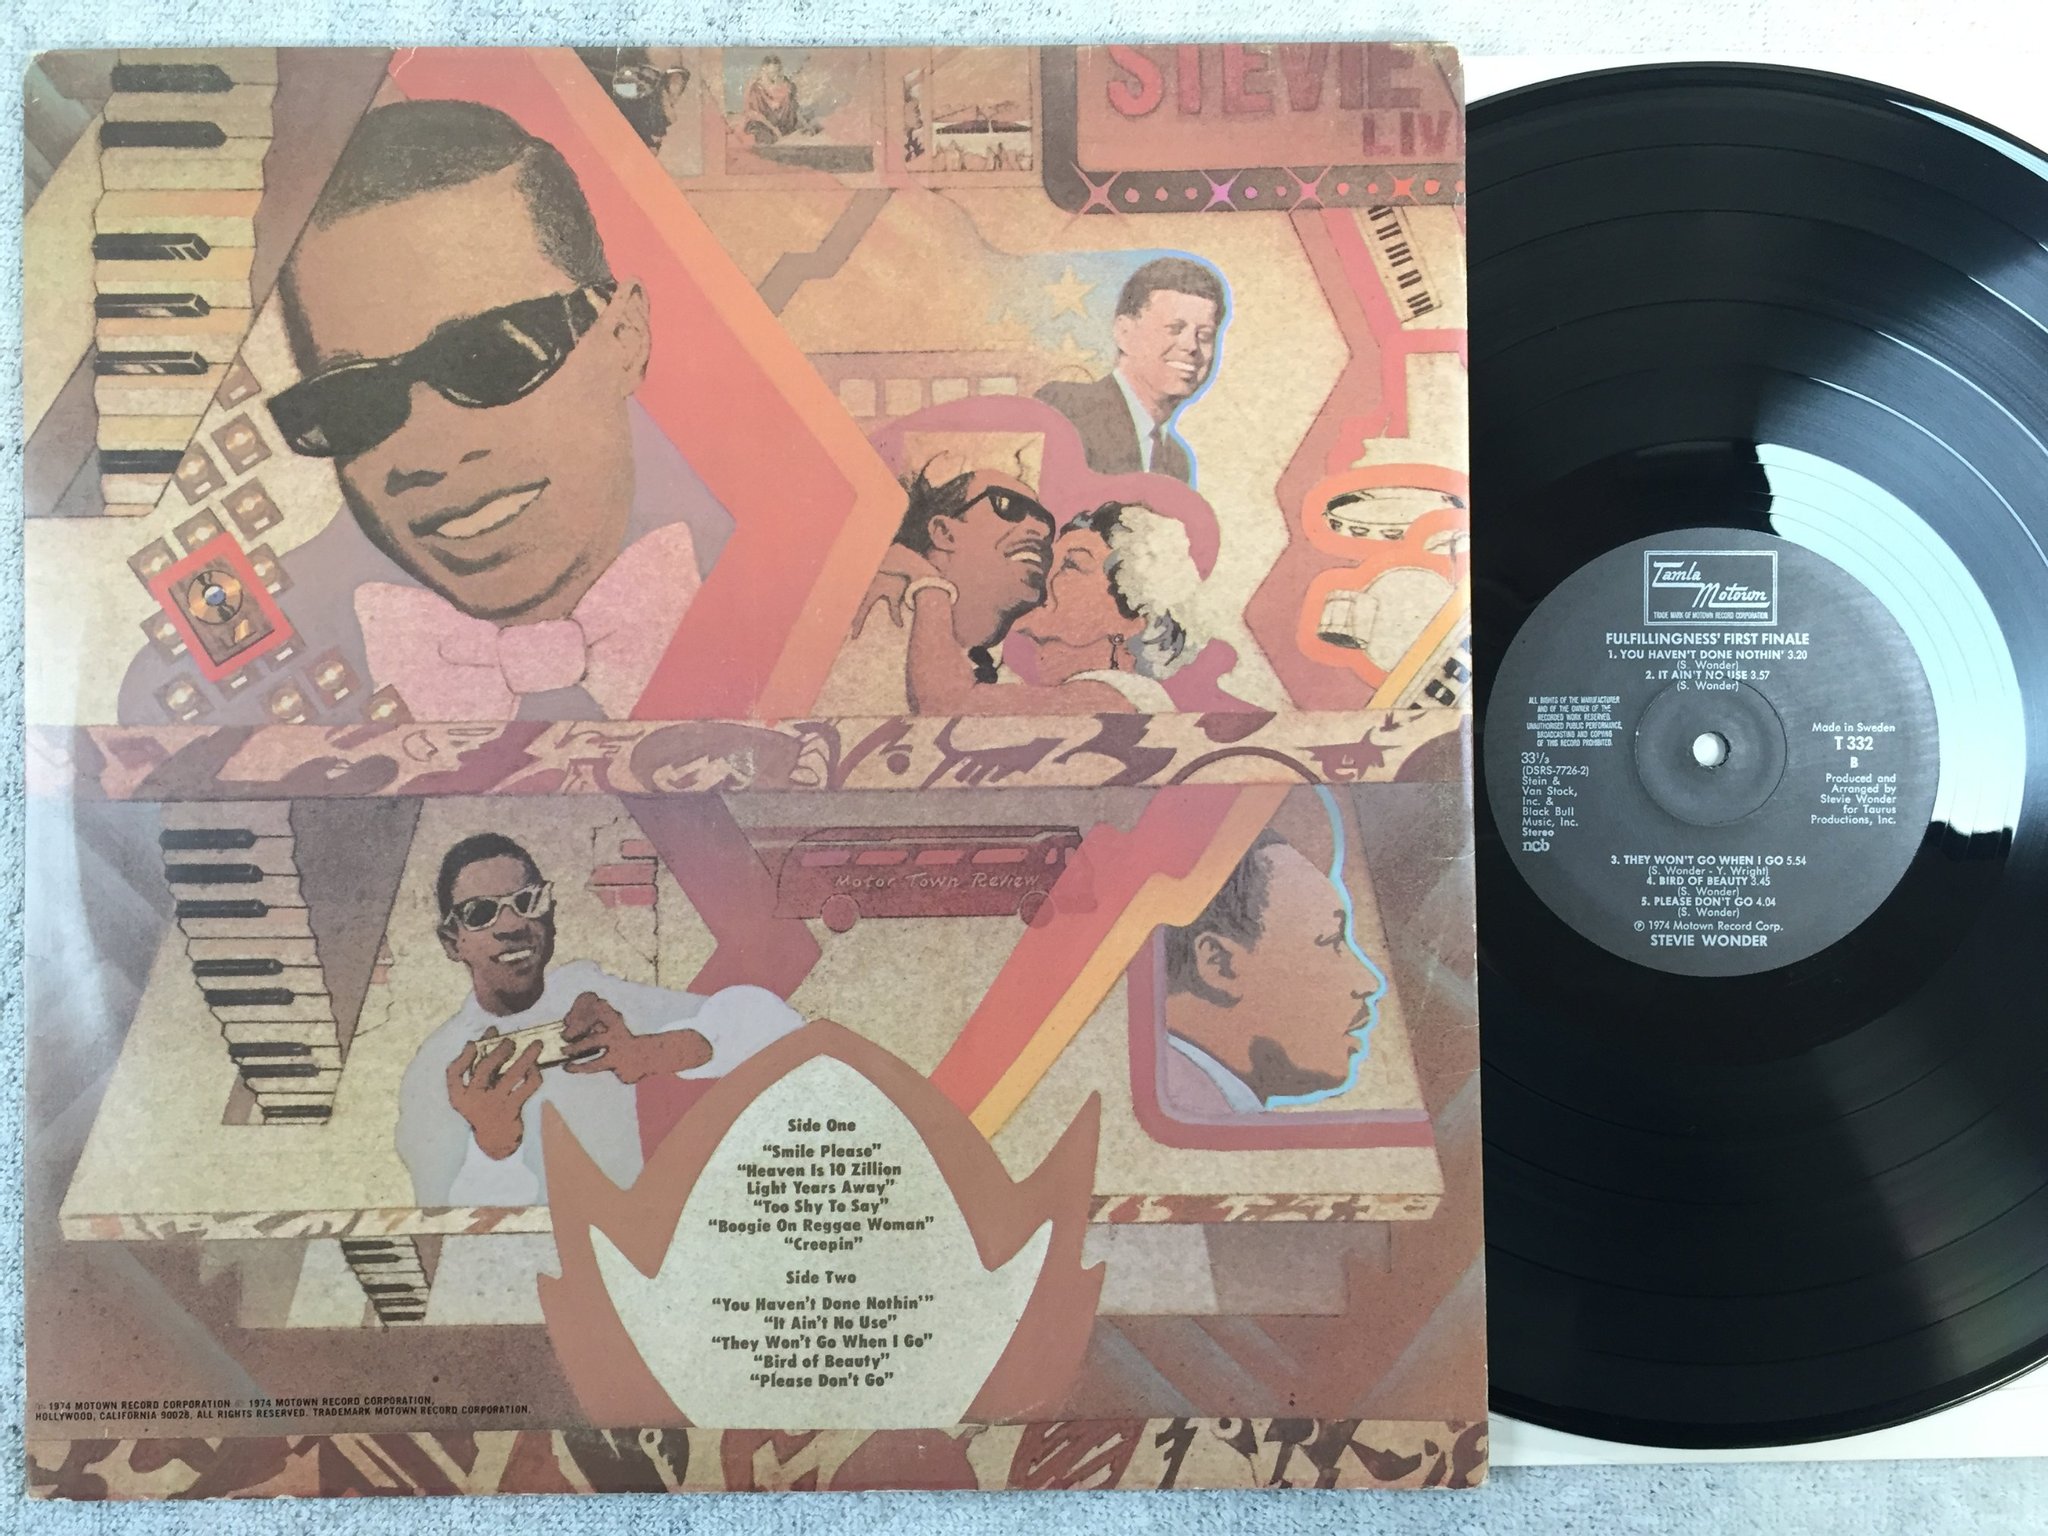 STEVIE
LIV
Motor Town Review
Side One
“Smile Please”
“Heaven Is 10 Zillion
Light Years Away”
“Too Shy To Say”
“Boogie On Reggae Woman”
“Creepin”
Side Two
“You Haven't Done Nothin'”
“It Ain't No Use”
“They Won't Go When I Go”
“Bird of Beauty”
“Please Don't Go”
℗ 1974 MOTOWN RECORD CORPORATION © 1974 MOTOWN RECORD CORPORATION,
HOLLYWOOD, CALIFORNIA 90028, ALL RIGHTS RESERVED. TRADEMARK MOTOWN RECORD CORPORATION.
Tamla
Motown
TRADE MARK OF MOTOWN RECORD CORPORATION
FULFILLINGNESS' FIRST FINALE
1. YOU HAVEN'T DONE NOTHIN' 3.20
(S. Wonder)
2. IT AIN'T NO USE 3.57
(S. Wonder)
ALL RIGHTS OF THE MANUFACTURER
AND OF THE OWNER OF THE
RECORDED WORK RESERVED.
UNAUTHORISED PUBLIC PERFORMANCE,
BROADCASTING AND COPYING
OF THIS RECORD PROHIBITED.
33 1/3
(DSRS-7726-2)
Stein &
Van Stock,
Inc. &
Black Bull
Music, Inc.
Stereo
ncb
Made in Sweden
T 332
B
Produced and
Arranged by
Stevie Wonder
for Taurus
Productions, Inc.
3. THEY WON'T GO WHEN I GO 5.54
(S. Wonder - Y. Wright)
4. BIRD OF BEAUTY 3.45
(S. Wonder)
5. PLEASE DON'T GO 4.04
(S. Wonder)
℗ 1974 Motown Record Corp.
STEVIE WONDER